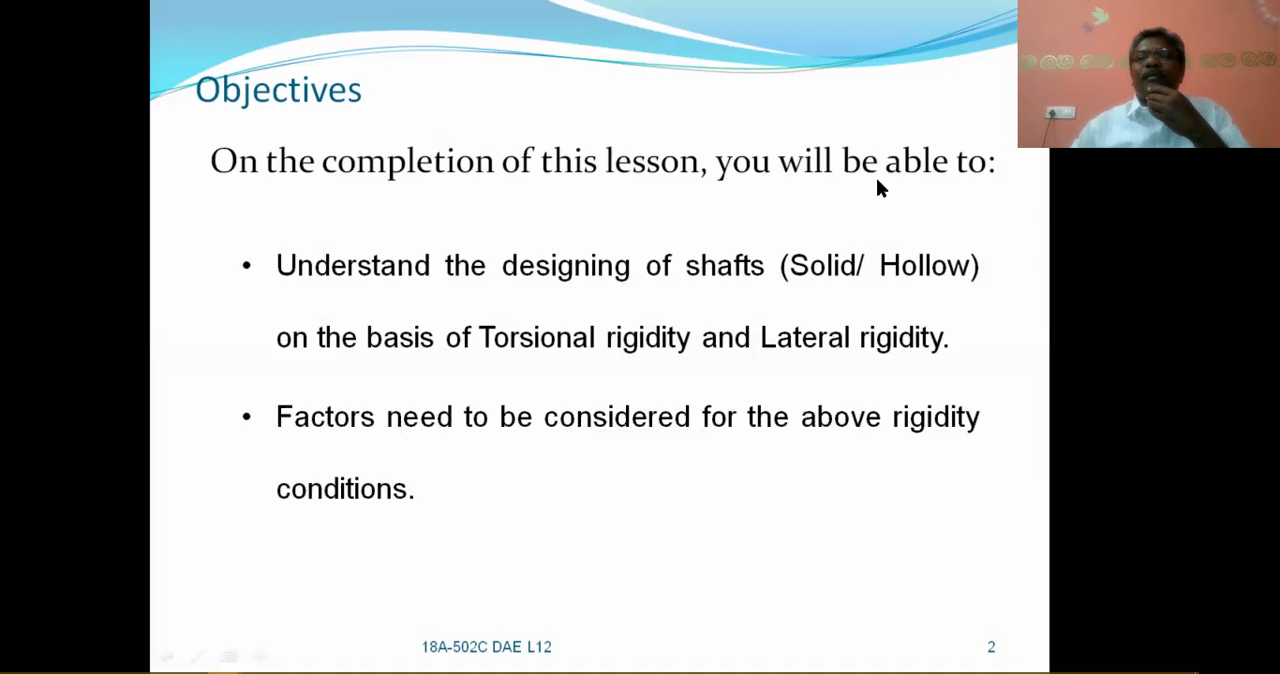 Objectives
On the completion of this lesson, you will be able to:
• Understand the designing of shafts (Solid/ Hollow)
on the basis of Torsional rigidity and Lateral rigidity.
• Factors need to be considered for the above rigidity
conditions.
18A-502C DAE L12
2